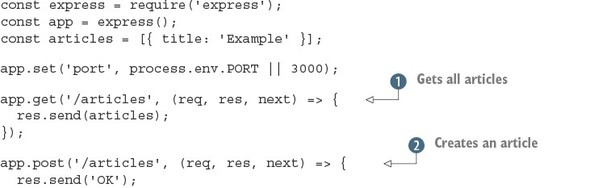 const express = require('express');
const app = express();
const articles = [{ title: 'Example' }];
app.set('port', process.env.PORT || 3000);
app.get('/articles', (req, res, next) => {
1 Gets all articles
res.send(articles);
});
app.post('/articles', (req, res, next) => {
2 Creates an article
res.send('OK');